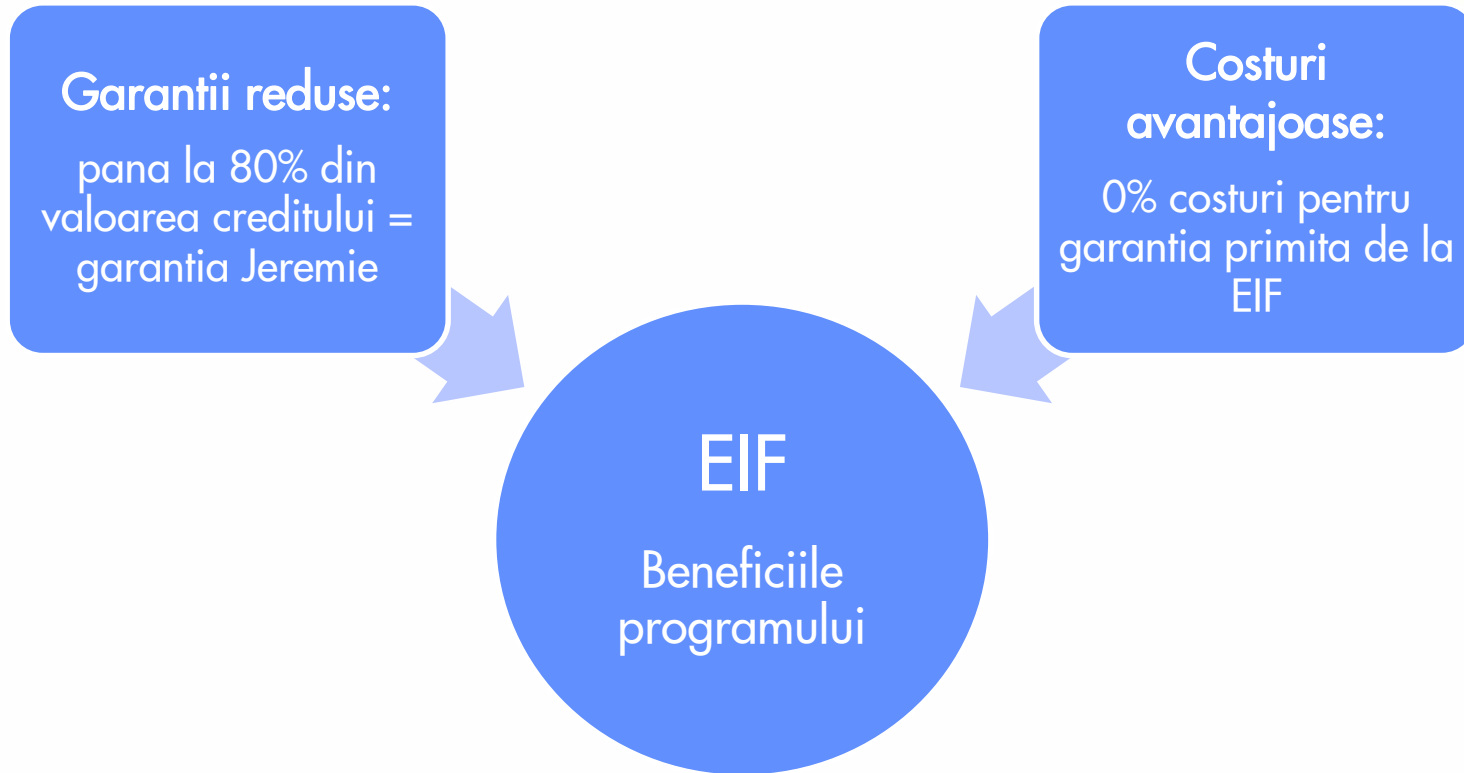 Garantii reduse:
pana la 80% din
valoarea creditului =
garantia Jeremie
Costuri
avantajoase:
0% costuri pentru
garantia primita de la
EIF
EIF
Beneficiile
programului